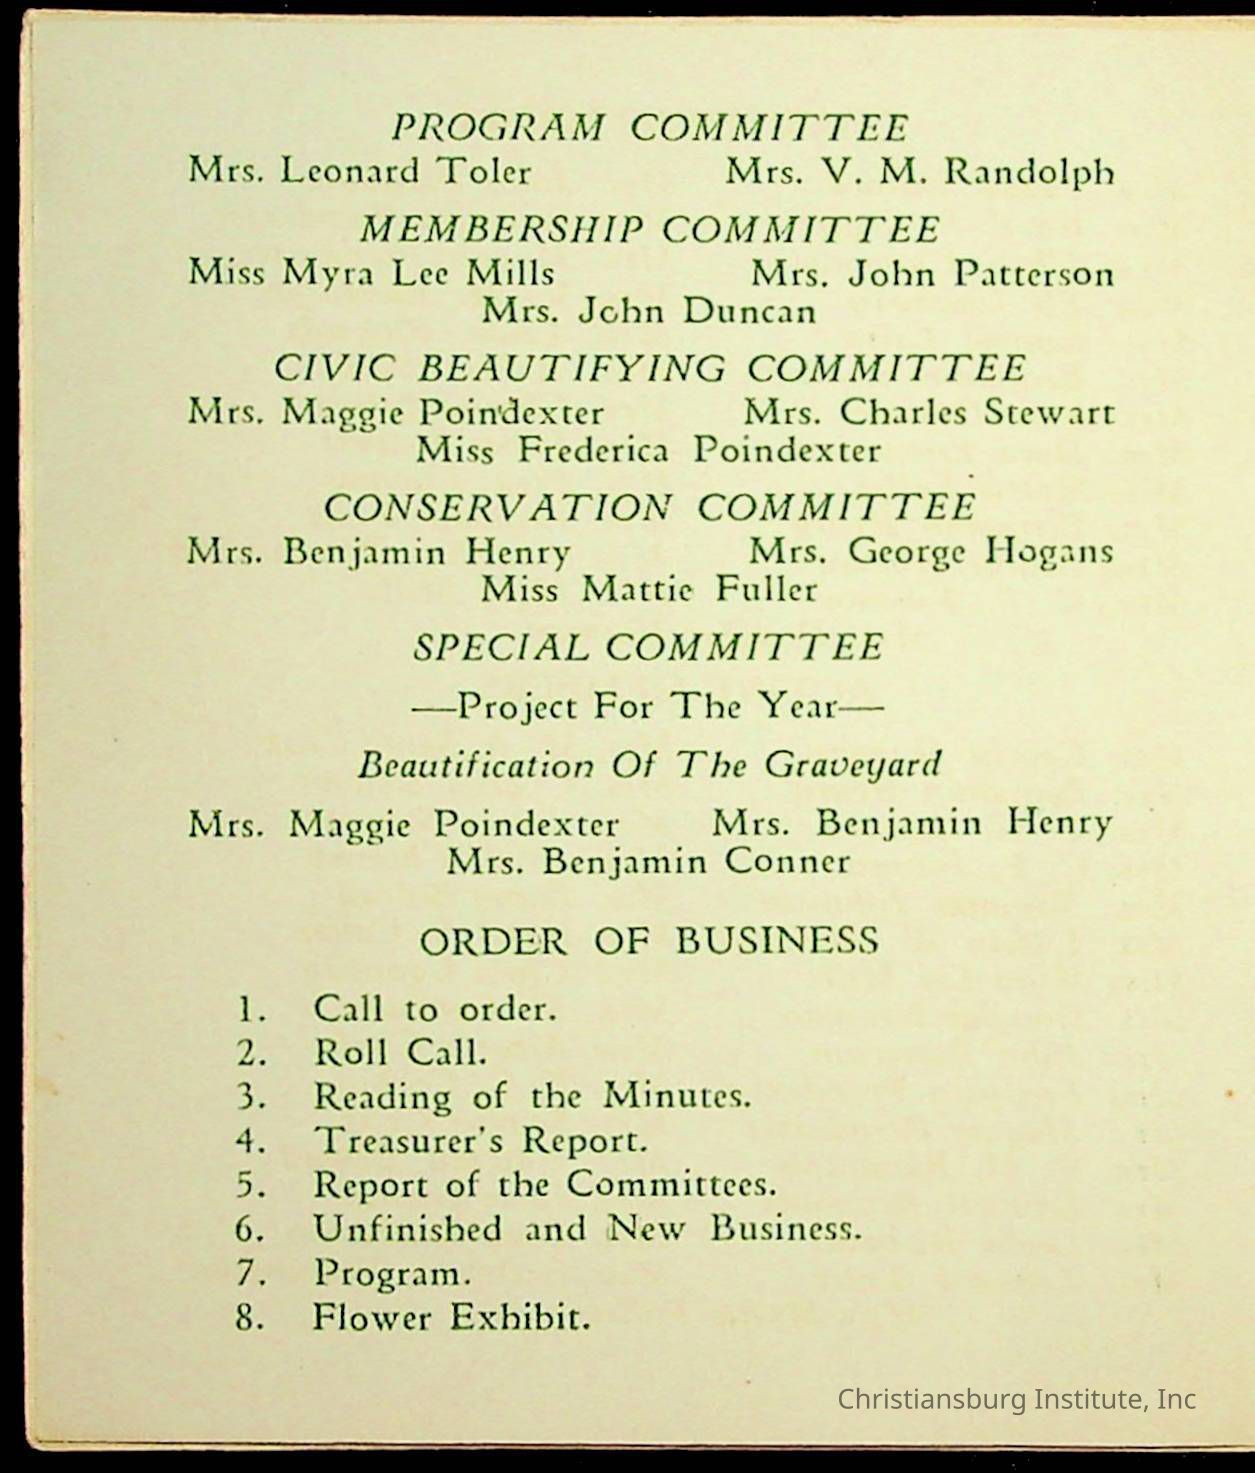 PROGRAM COMMITTEE
Mrs. Leonard Toler Mrs. V. M. Randolph
MEMBERSHIP COMMITTEE
Miss Myra Lee Mills Mrs. John Patterson
Mrs. John Duncan
CIVIC BEAUTIFYING COMMITTEE
Mrs. Maggie Poindexter Mrs. Charles Stewart
Miss Frederica Poindexter
CONSERVATION COMMITTEE
Mrs. Benjamin Henry Mrs. George Hogans
Miss Mattie Fuller
SPECIAL COMMITTEE
—Project For The Year—
Beautification Of The Graveyard
Mrs. Maggie Poindexter Mrs. Benjamin Henry
Mrs. Benjamin Conner
ORDER OF BUSINESS
1. Call to order.
2. Roll Call.
3. Reading of the Minutes.
4. Treasurer's Report.
5. Report of the Committees.
6. Unfinished and New Business.
7. Program.
8. Flower Exhibit.
Christiansburg Institute, Inc